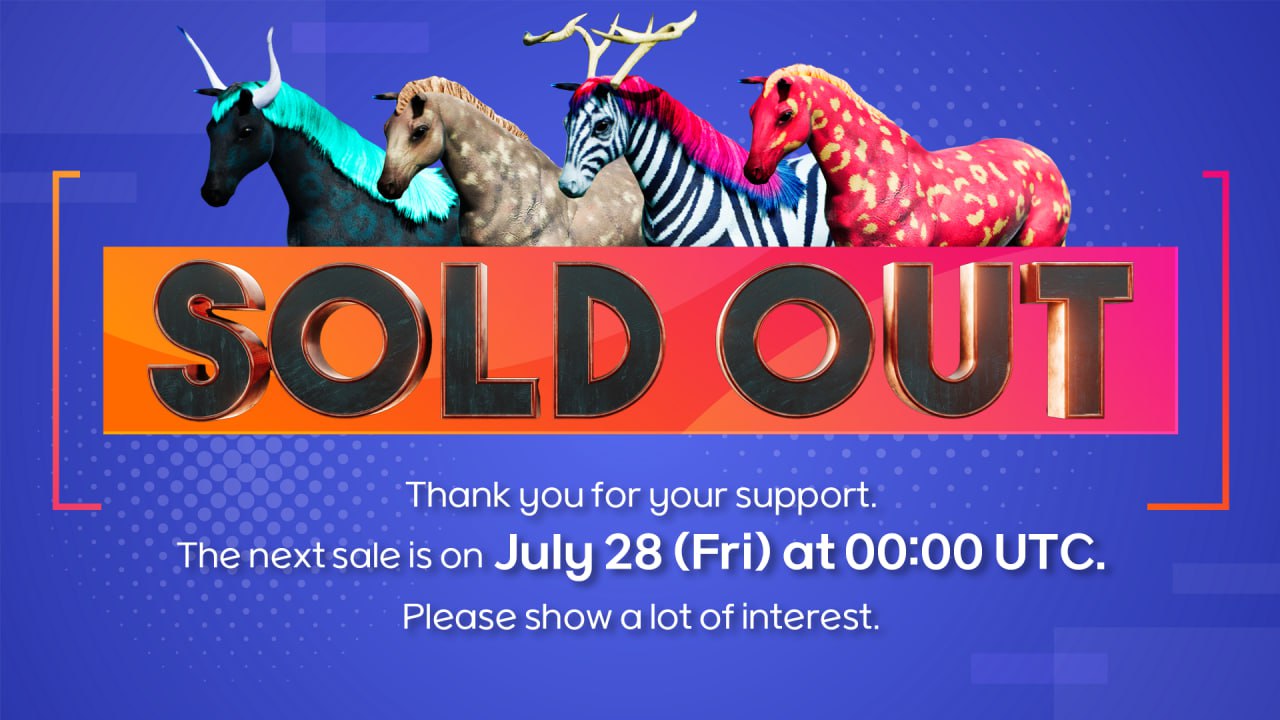 SOLD OUT
Thank you for your support.
The next sale is on July 28 (Fri) at 00:00 UTC.
Please show a lot of interest.